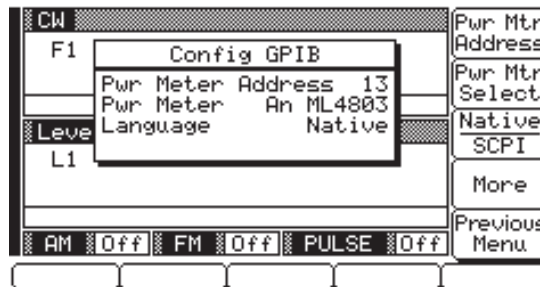 CW
F1
Config GPIB
Pwr Meter Address 13
Pwr Meter An ML4803
Language Native
Leve
L1
AM Off FM Off PULSE Off
Pwr Mtr
Address
Pwr Mtr
Select
Native
SCPI
More
Previous
Menu